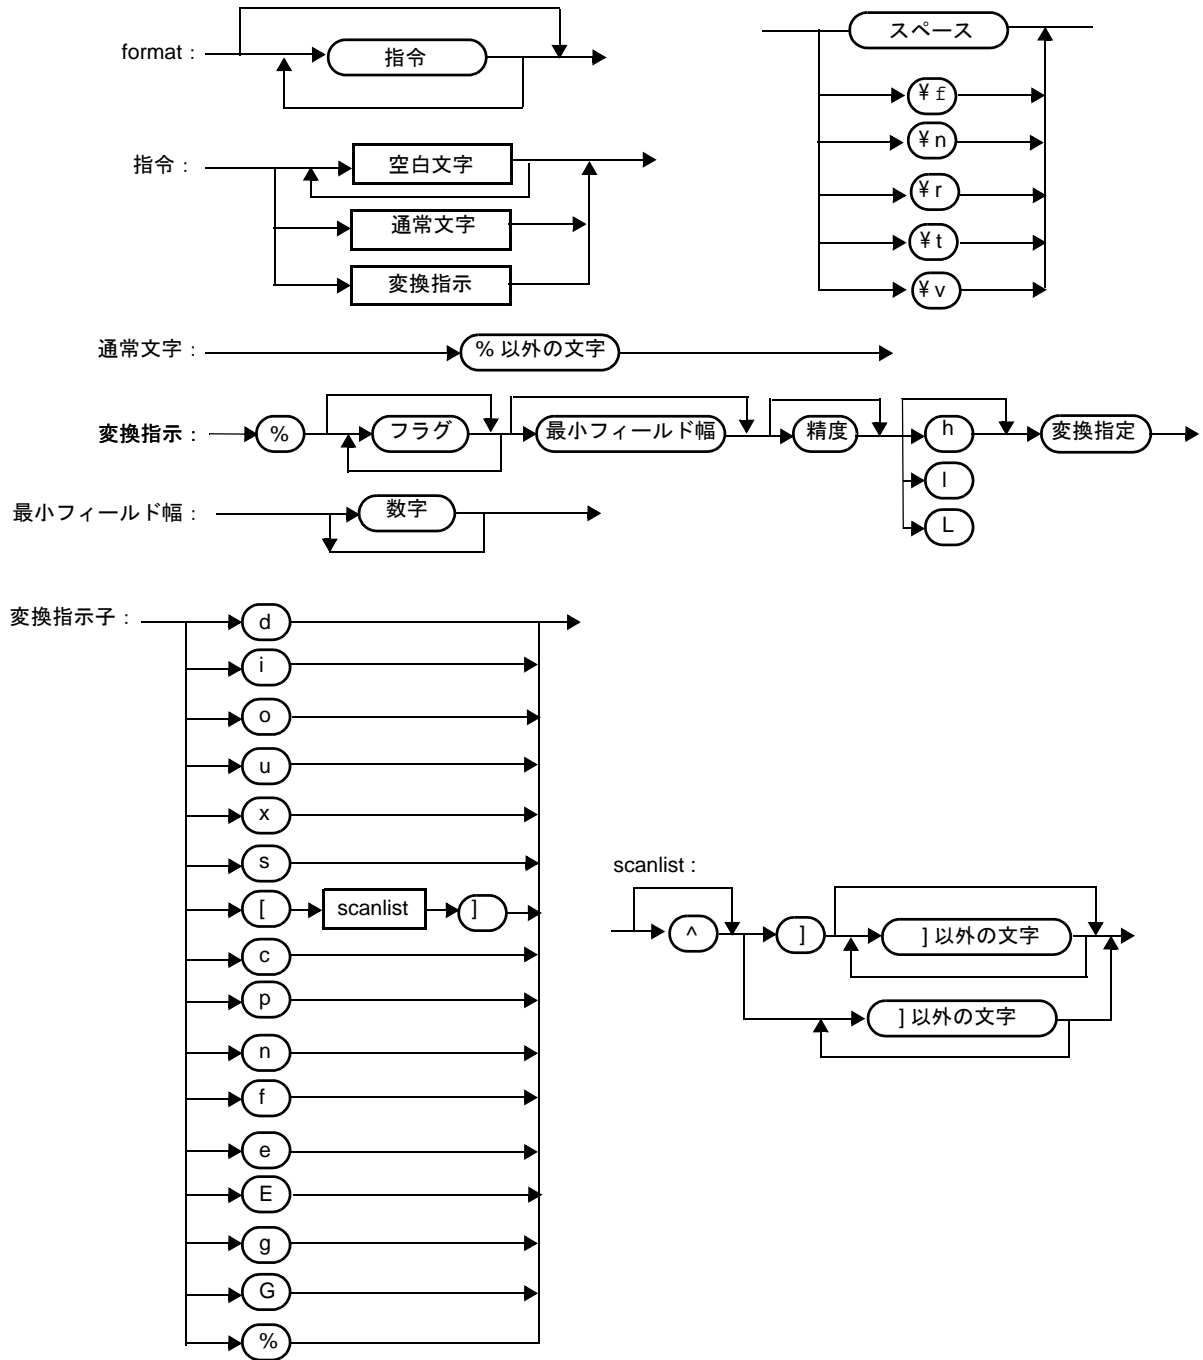 format :
指令
指令 :
空白文字
通常文字
変換指示
スペース
¥ f
¥ n
¥ r
¥ t
¥ v
通常文字 :
% 以外の文字
変換指示 :
%
フラグ
最小フィールド幅
精度
h
l
L
変換指定
最小フィールド幅 :
数字
変換指示子 :
d
i
o
u
x
s
[
scanlist
]
c
p
n
f
e
E
g
G
%
scanlist :
^
]
] 以外の文字
] 以外の文字